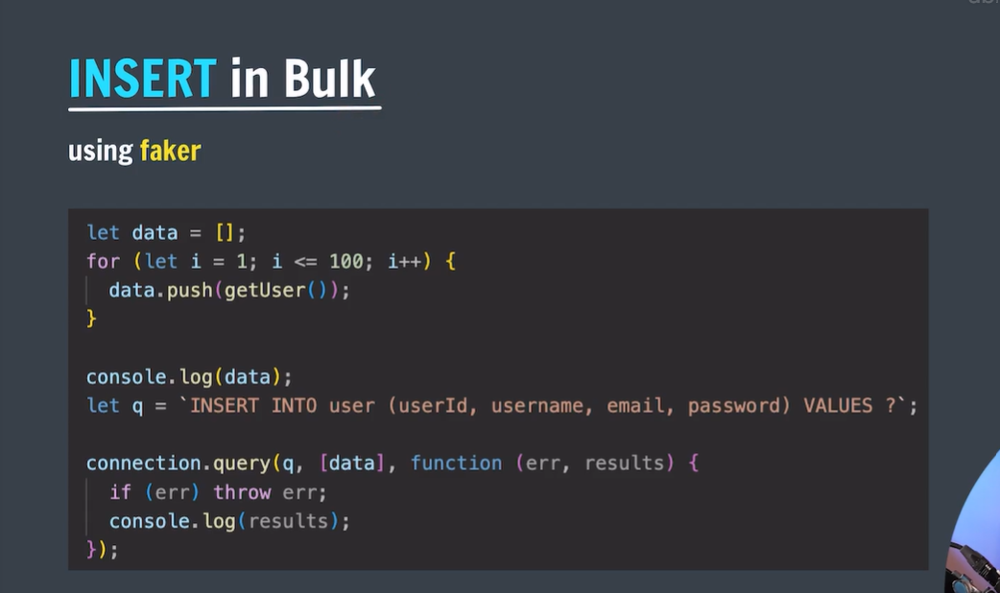 INSERT in Bulk
using faker
let data = [];
for (let i = 1; i <= 100; i++) {
  data.push(getUser());
}
console.log(data);
let q = `INSERT INTO user (userId, username, email, password) VALUES ?`;
connection.query(q, [data], function (err, results) {
  if (err) throw err;
  console.log(results);
});